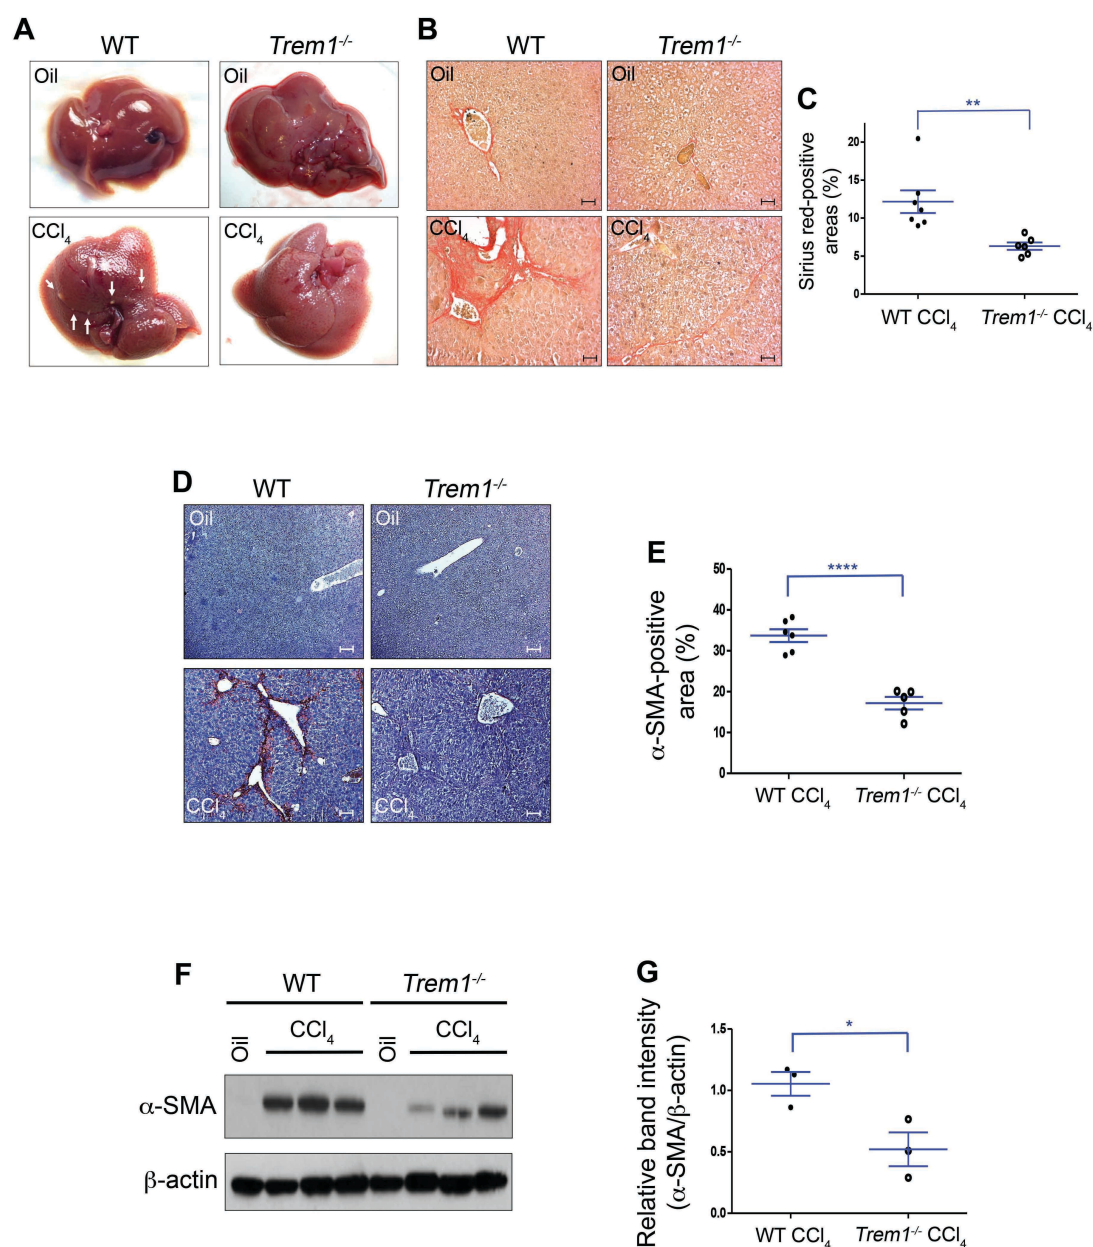 A
WT
Trem1-/-
Oil
Oil
CCl4
CCl4
B
WT
Trem1-/-
Oil
Oil
CCl4
CCl4
C
**
Sirius red-positive
areas (%)
20
15
10
5
0
WT CCl4
Trem1-/- CCl4
D
WT
Trem1-/-
Oil
Oil
CCl4
CCl4
E
****
α-SMA-positive
area (%)
50
40
30
20
10
0
WT CCl4
Trem1-/- CCl4
F
WT
Trem1-/-
Oil
CCl4
Oil
CCl4
α-SMA
β-actin
G
*
Relative band intensity
(α-SMA/β-actin)
1.5
1.0
0.5
0.0
WT CCl4
Trem1-/- CCl4